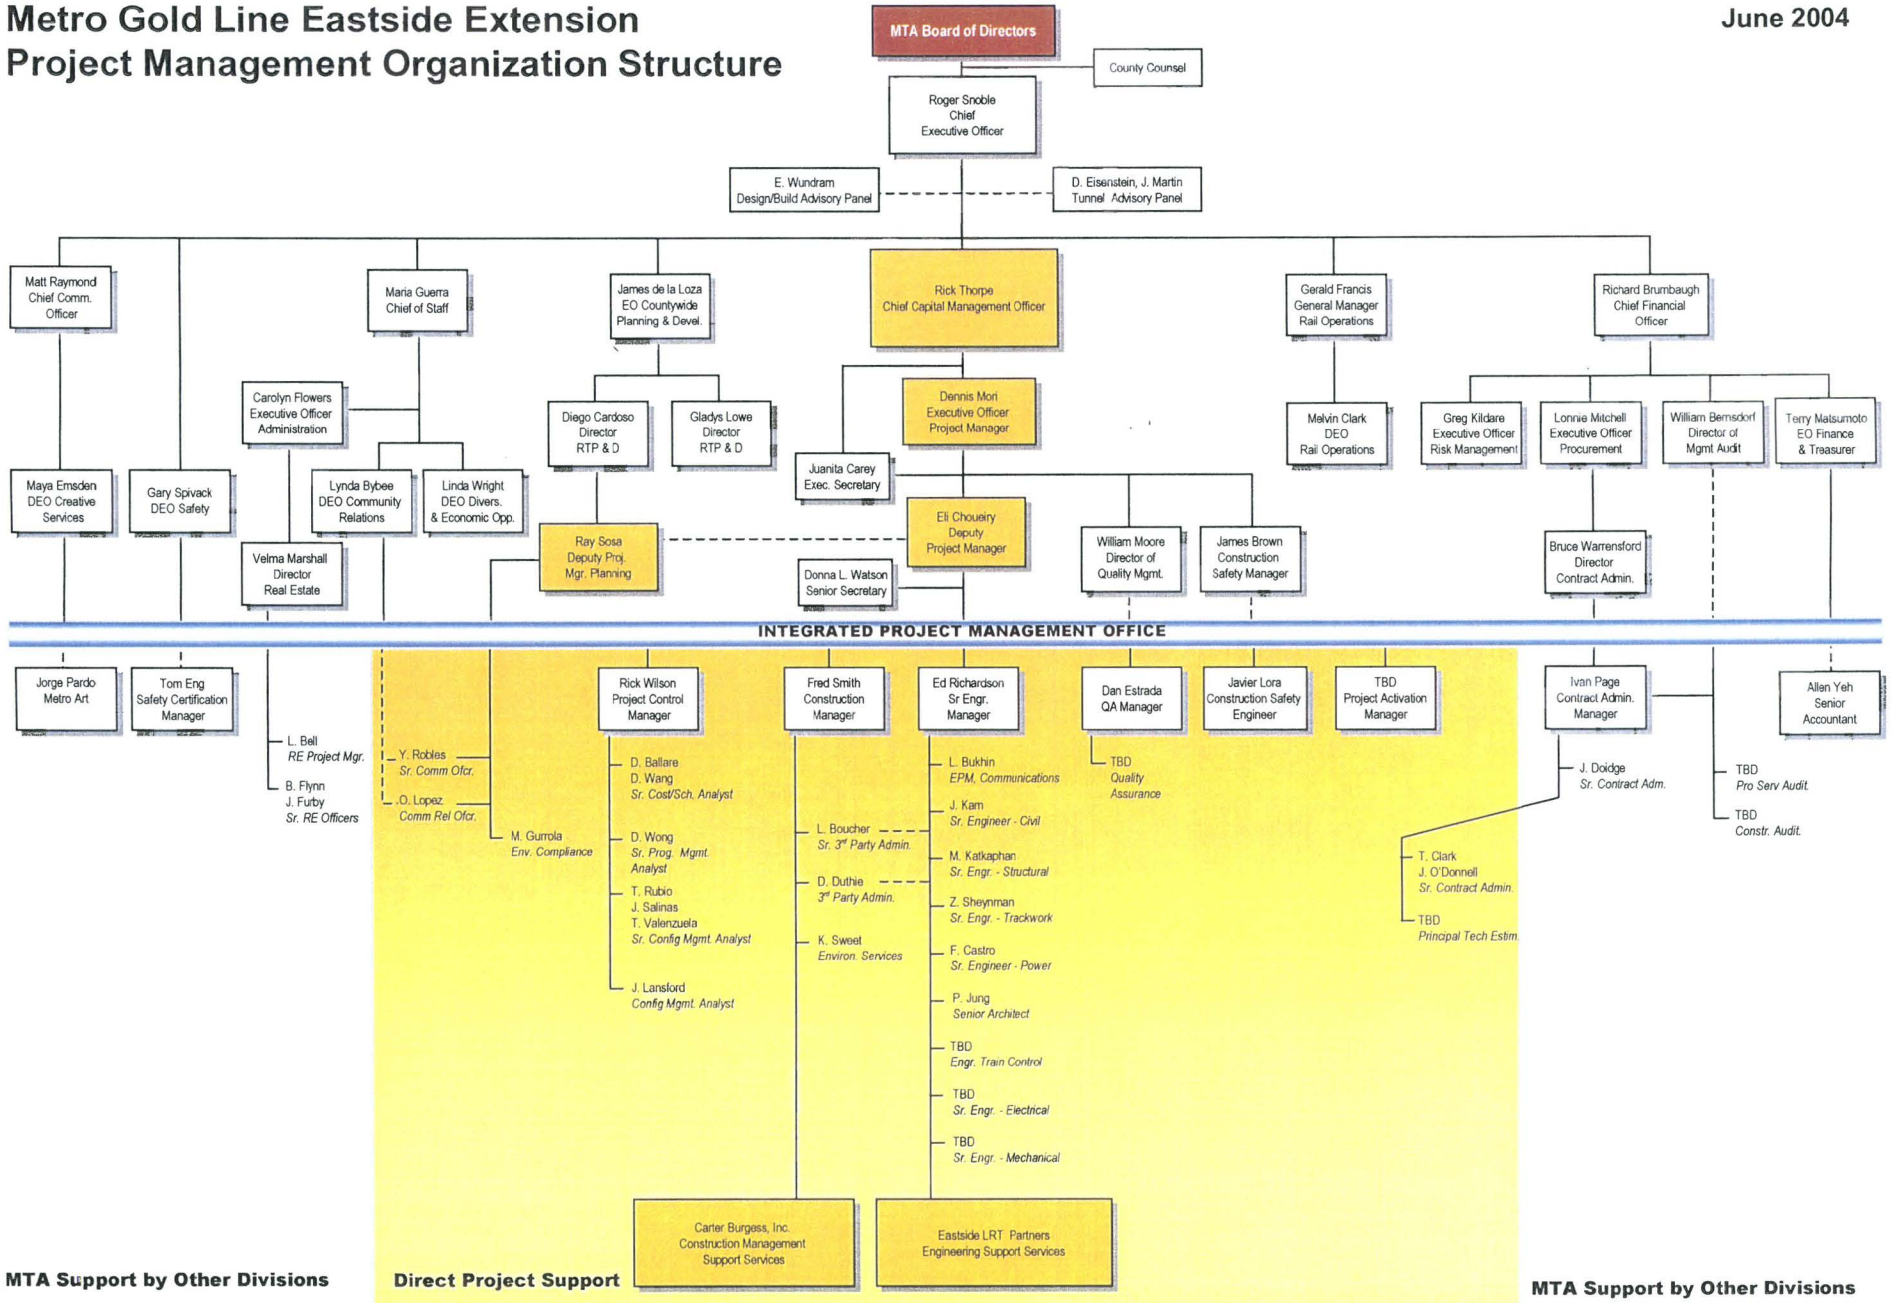 Metro Gold Line Eastside Extension
Project Management Organization Structure
June 2004
MTA Board of Directors
County Counsel
Roger Snoble
Chief
Executive Officer
E. Wundram
Design/Build Advisory Panel
D. Eisenstein, J. Martin
Tunnel Advisory Panel
Matt Raymond
Chief Comm.
Officer
Maria Guerra
Chief of Staff
James de la Loza
EO Countywide
Planning & Devel.
Rick Thorpe
Chief Capital Management Officer
Gerald Francis
General Manager
Rail Operations
Richard Brumbaugh
Chief Financial
Officer
Carolyn Flowers
Executive Officer
Administration
Diego Cardoso
Director
RTP & D
Gladys Lowe
Director
RTP & D
Dennis Mori
Executive Officer
Project Manager
Melvin Clark
DEO
Rail Operations
Greg Kildare
Executive Officer
Risk Management
Lonnie Mitchell
Executive Officer
Procurement
William Bernsdorf
Director of
Mgmt Audit
Terry Matsumoto
EO Finance
& Treasurer
Juanita Carey
Exec. Secretary
Maya Emsden
DEO Creative
Services
Gary Spivack
DEO Safety
Lynda Bybee
DEO Community
Relations
Linda Wright
DEO Divers.
& Economic Opp.
Ray Sosa
Deputy Proj.
Mgr. Planning
Eli Choueiry
Deputy
Project Manager
William Moore
Director of
Quality Mgmt.
James Brown
Construction
Safety Manager
Bruce Warrensford
Director
Contract Admin.
Velma Marshall
Director
Real Estate
Donna L. Watson
Senior Secretary
INTEGRATED PROJECT MANAGEMENT OFFICE
Jorge Pardo
Metro Art
Tom Eng
Safety Certification
Manager
Rick Wilson
Project Control
Manager
Fred Smith
Construction
Manager
Ed Richardson
Sr Engr.
Manager
Dan Estrada
QA Manager
Javier Lora
Construction Safety
Engineer
TBD
Project Activation
Manager
Ivan Page
Contract Admin.
Manager
Allen Yeh
Senior
Accountant
L. Bell
RE Project Mgr.
B. Flynn
J. Furby
Sr. RE Officers
Y. Robles
Sr. Comm Ofcr.
O. Lopez
Comm Rel Ofcr.
M. Gurrola
Env. Compliance
D. Ballare
D. Wang
Sr. Cost/Sch. Analyst
D. Wong
Sr. Prog. Mgmt.
Analyst
T. Rubio
J. Salinas
T. Valenzuela
Sr. Config Mgmt. Analyst
J. Lansford
Config Mgmt. Analyst
L. Boucher
Sr. 3rd Party Admin.
D. Duthie
3rd Party Admin.
K. Sweet
Environ. Services
L. Bukhin
EPM, Communications
J. Kam
Sr. Engineer - Civil
M. Katkaphan
Sr. Engr. - Structural
Z. Sheynman
Sr. Engr. - Trackwork
F. Castro
Sr. Engineer - Power
P. Jung
Senior Architect
TBD
Engr. Train Control
TBD
Sr. Engr. - Electrical
TBD
Sr. Engr. - Mechanical
TBD
Quality
Assurance
J. Doidge
Sr. Contract Adm.
T. Clark
J. O'Donnell
Sr. Contract Admin.
TBD
Principal Tech Estim.
TBD
Pro Serv Audit.
TBD
Constr. Audit.
Carter Burgess, Inc.
Construction Management
Support Services
Eastside LRT Partners
Engineering Support Services
MTA Support by Other Divisions
Direct Project Support
MTA Support by Other Divisions